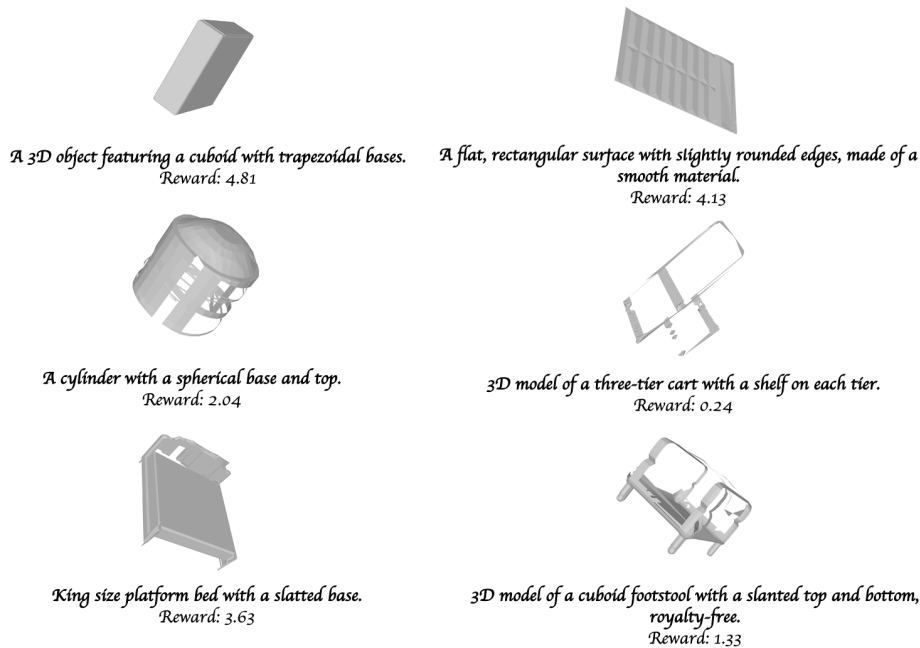 A 3D object featuring a cuboid with trapezoidal bases.
Reward: 4.81
A flat, rectangular surface with slightly rounded edges, made of a
smooth material.
Reward: 4.13
A cylinder with a spherical base and top.
Reward: 2.04
3D model of a three-tier cart with a shelf on each tier.
Reward: 0.24
King size platform bed with a slatted base.
Reward: 3.63
3D model of a cuboid footstool with a slanted top and bottom,
royalty-free.
Reward: 1.33